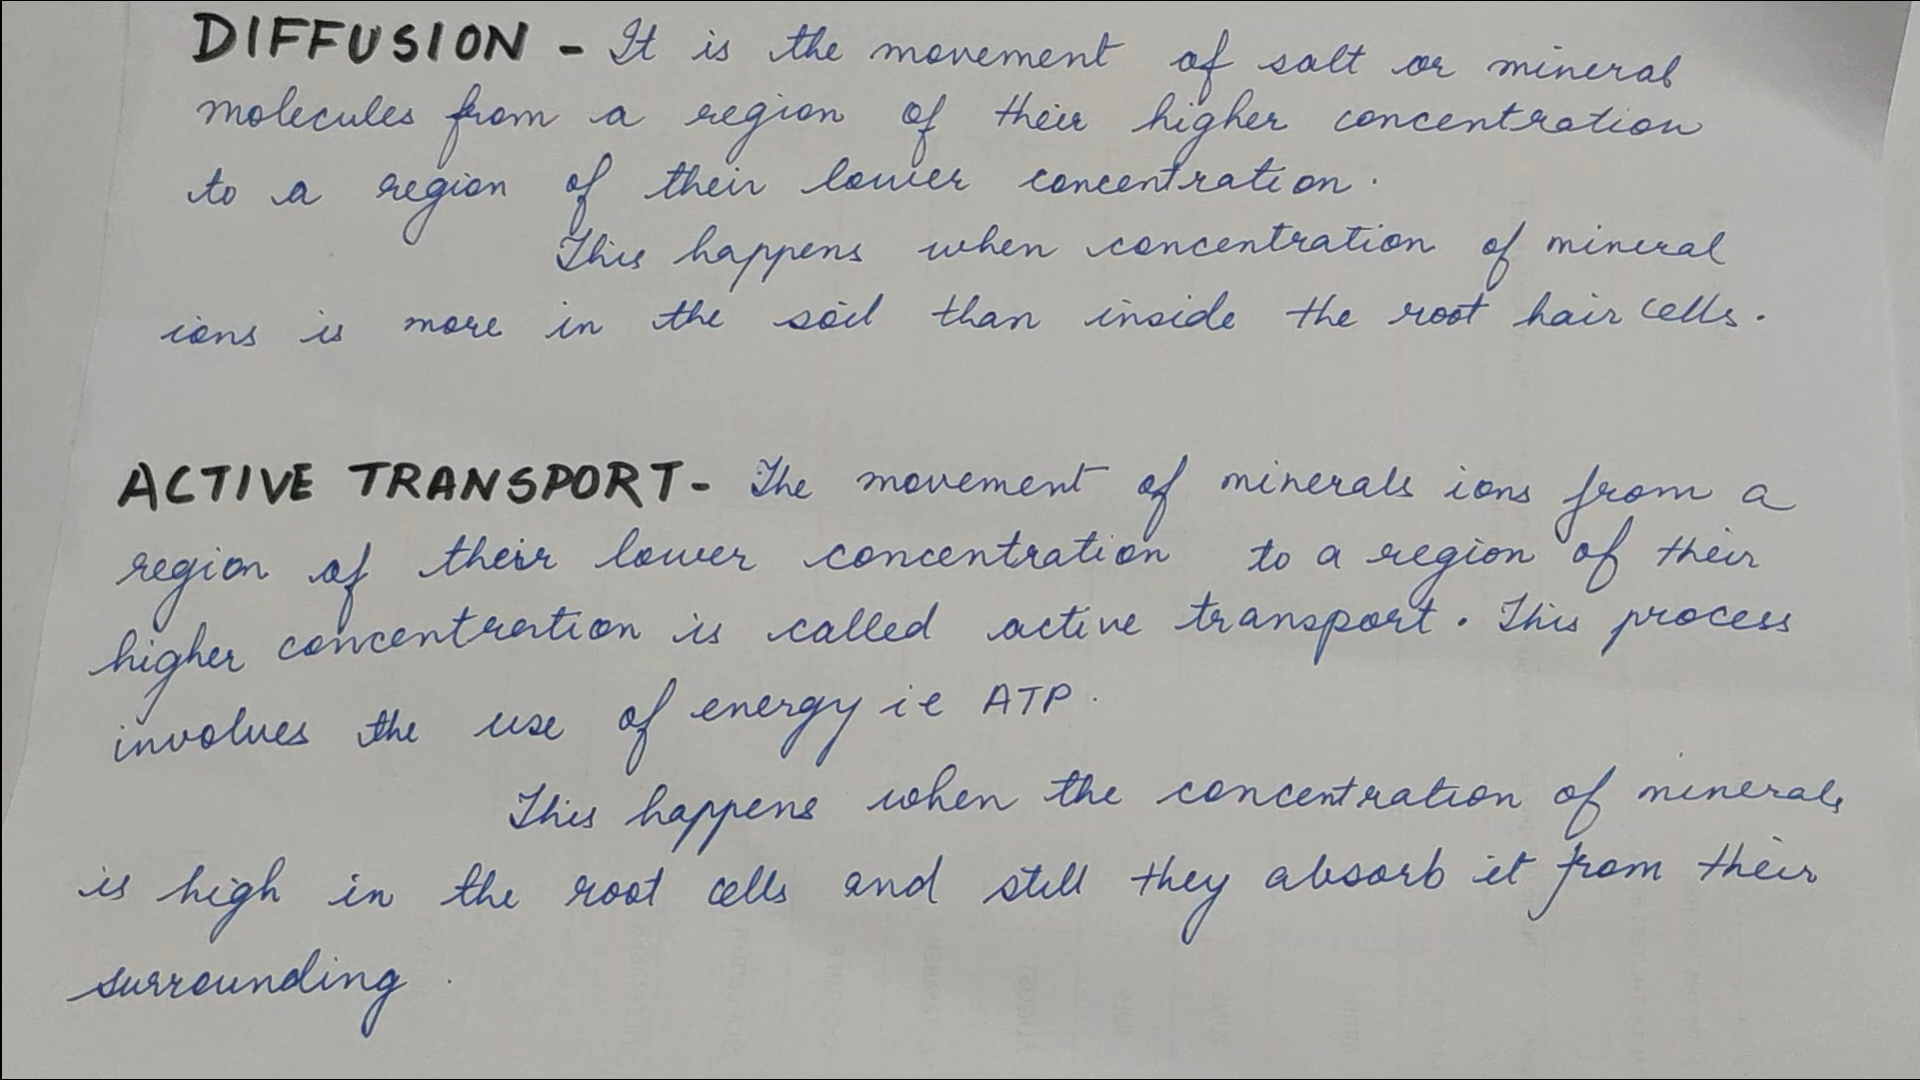 DIFFUSION - It is the movement of salt or mineral
molecules from a region of their higher concentration
to a region of their lower concentration.
This happens when concentration of mineral
ions is more in the soil than inside the root hair cells.
ACTIVE TRANSPORT - The movement of minerals ions from a
region of their lower concentration to a region of their
higher concentration is called active transport. This process
involves the use of energy ie ATP.
This happens when the concentration of minerals
is high in the root cells and still they absorb it from their
surrounding.